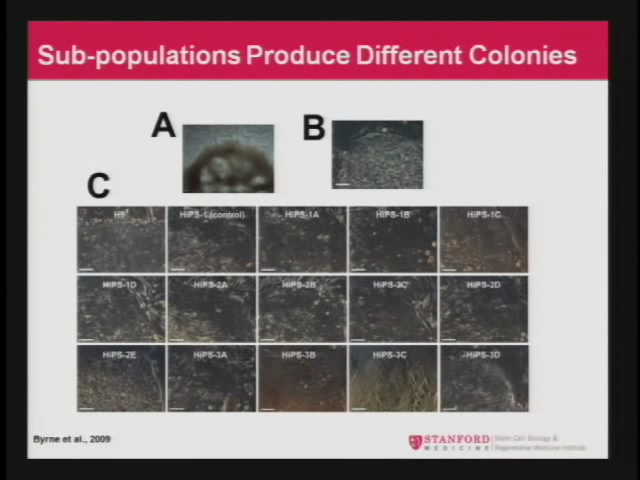 Sub-populations Produce Different Colonies
A
B
C
H9
HiPS-1 (control)
HiPS-1A
HiPS-1B
HiPS-1C
HiPS-1D
HiPS-2A
HiPS-2B
HiPS-2C
HiPS-2D
HiPS-2E
HiPS-3A
HiPS-3B
HiPS-3C
HiPS-3D
Byrne et al., 2009
STANFORD
MEDICINE
Stem Cell Biology &
Regenerative Medicine Institute